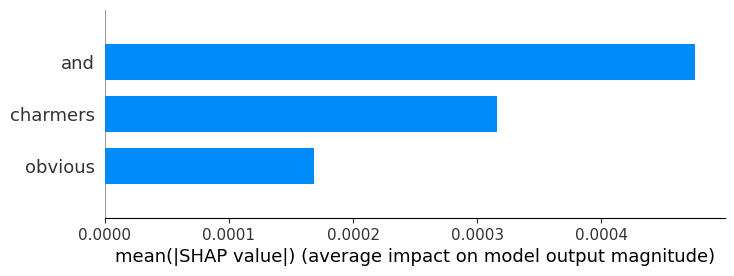 and
charmers
obvious
0.0000 0.0001 0.0002 0.0003 0.0004
mean(|SHAP value|) (average impact on model output magnitude)